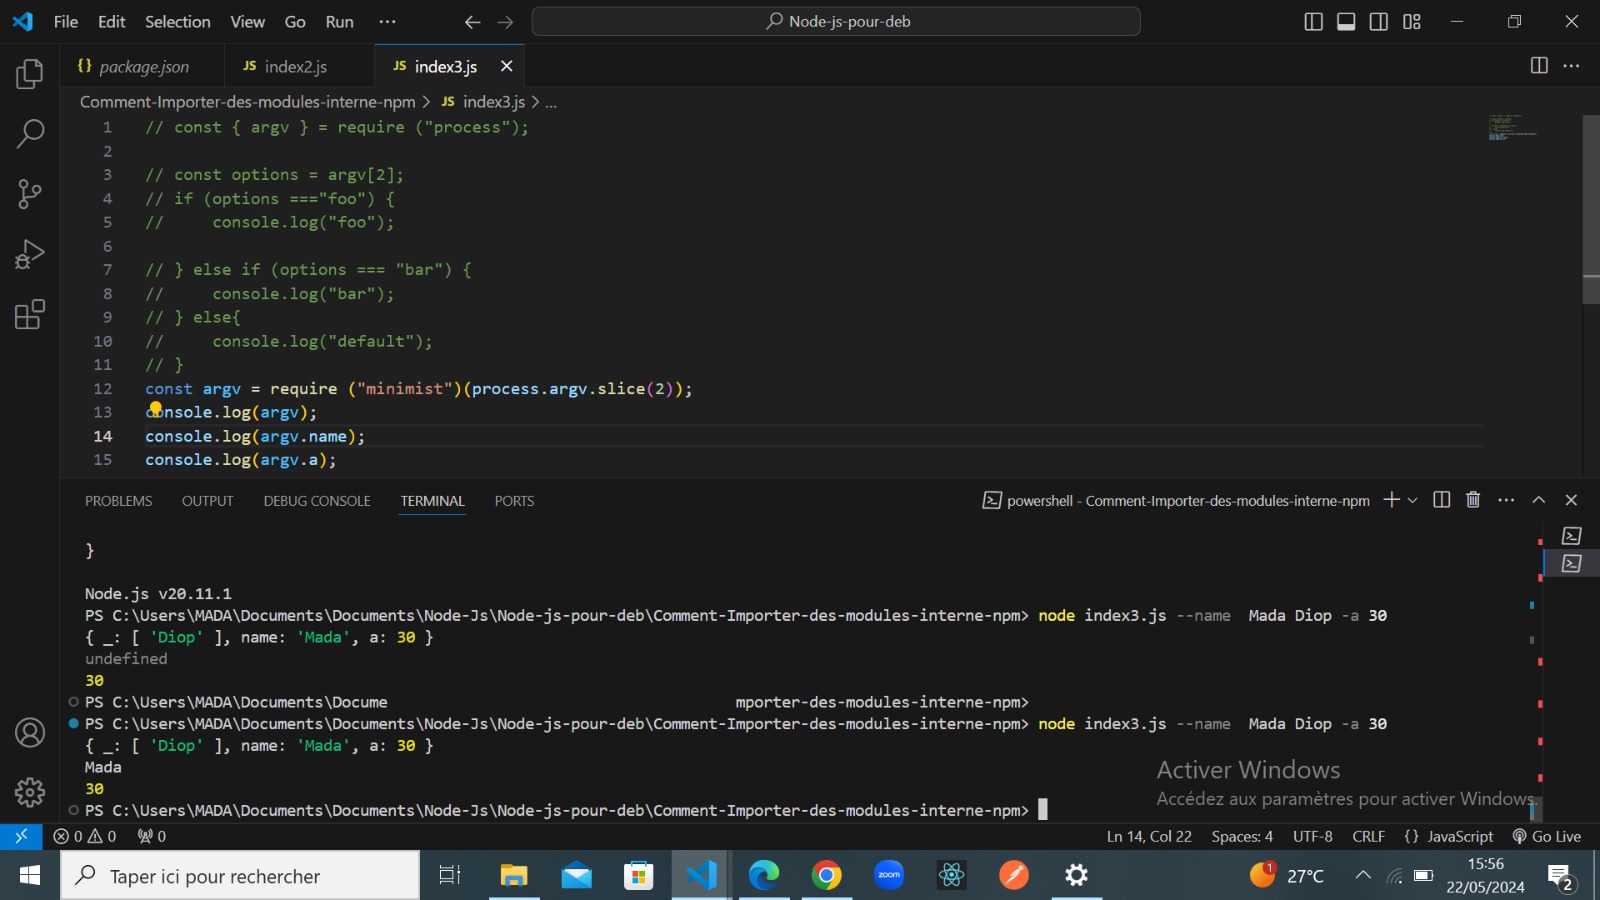 File Edit Selection View Go Run ··· Node-js-pour-deb
{} package.json JS index2.js JS index3.js
Comment-Importer-des-modules-interne-npm > JS index3.js > ...
1 // const { argv } = require ("process");
2
3 // const options = argv[2];
4 // if (options ==="foo") {
5 //     console.log("foo");
6
7 // } else if (options === "bar") {
8 //     console.log("bar");
9 // } else{
10 //     console.log("default");
11 // }
12 const argv = require ("minimist")(process.argv.slice(2));
13 console.log(argv);
14 console.log(argv.name);
15 console.log(argv.a);
PROBLEMS OUTPUT DEBUG CONSOLE TERMINAL PORTS powershell - Comment-Importer-des-modules-interne-npm
}
Node.js v20.11.1
PS C:\Users\MADA\Documents\Documents\Node-Js\Node-js-pour-deb\Comment-Importer-des-modules-interne-npm> node index3.js --name  Mada Diop -a 30
{ _: [ 'Diop' ], name: 'Mada', a: 30 }
undefined
30
PS C:\Users\MADA\Documents\Docume mporter-des-modules-interne-npm>
PS C:\Users\MADA\Documents\Documents\Node-Js\Node-js-pour-deb\Comment-Importer-des-modules-interne-npm> node index3.js --name  Mada Diop -a 30
{ _: [ 'Diop' ], name: 'Mada', a: 30 }
Mada
30
PS C:\Users\MADA\Documents\Documents\Node-Js\Node-js-pour-deb\Comment-Importer-des-modules-interne-npm>
Activer Windows
Accédez aux paramètres pour activer Windows.
0 0 0 Ln 14, Col 22 Spaces: 4 UTF-8 CRLF {} JavaScript Go Live
Taper ici pour rechercher zoom 1 27°C 15:56
22/05/2024 2